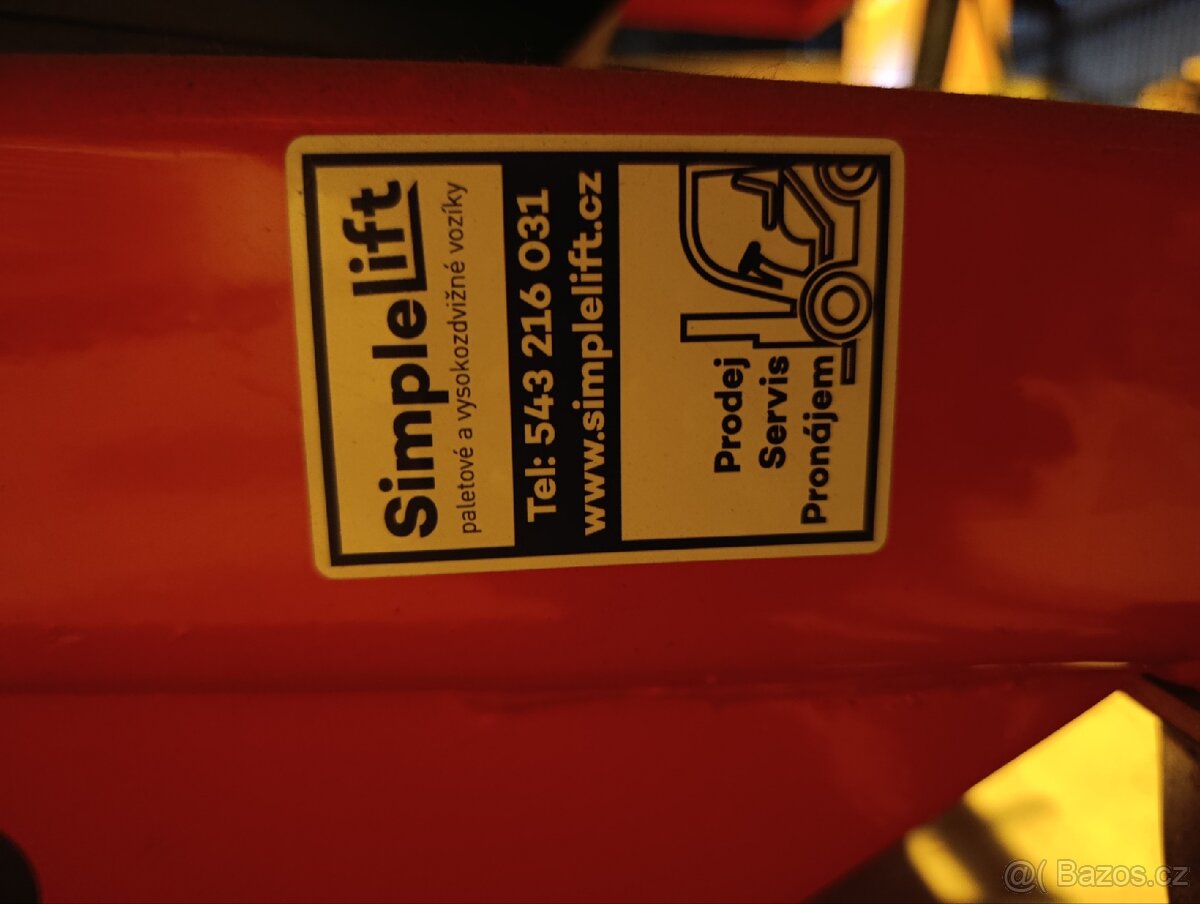 SimpleLift
paletové a vysokozdvižné vozíky
Tel: 543 216 031
www.simplelift.cz
Prodej
Servis
Pronájem
@( Bazos.cz